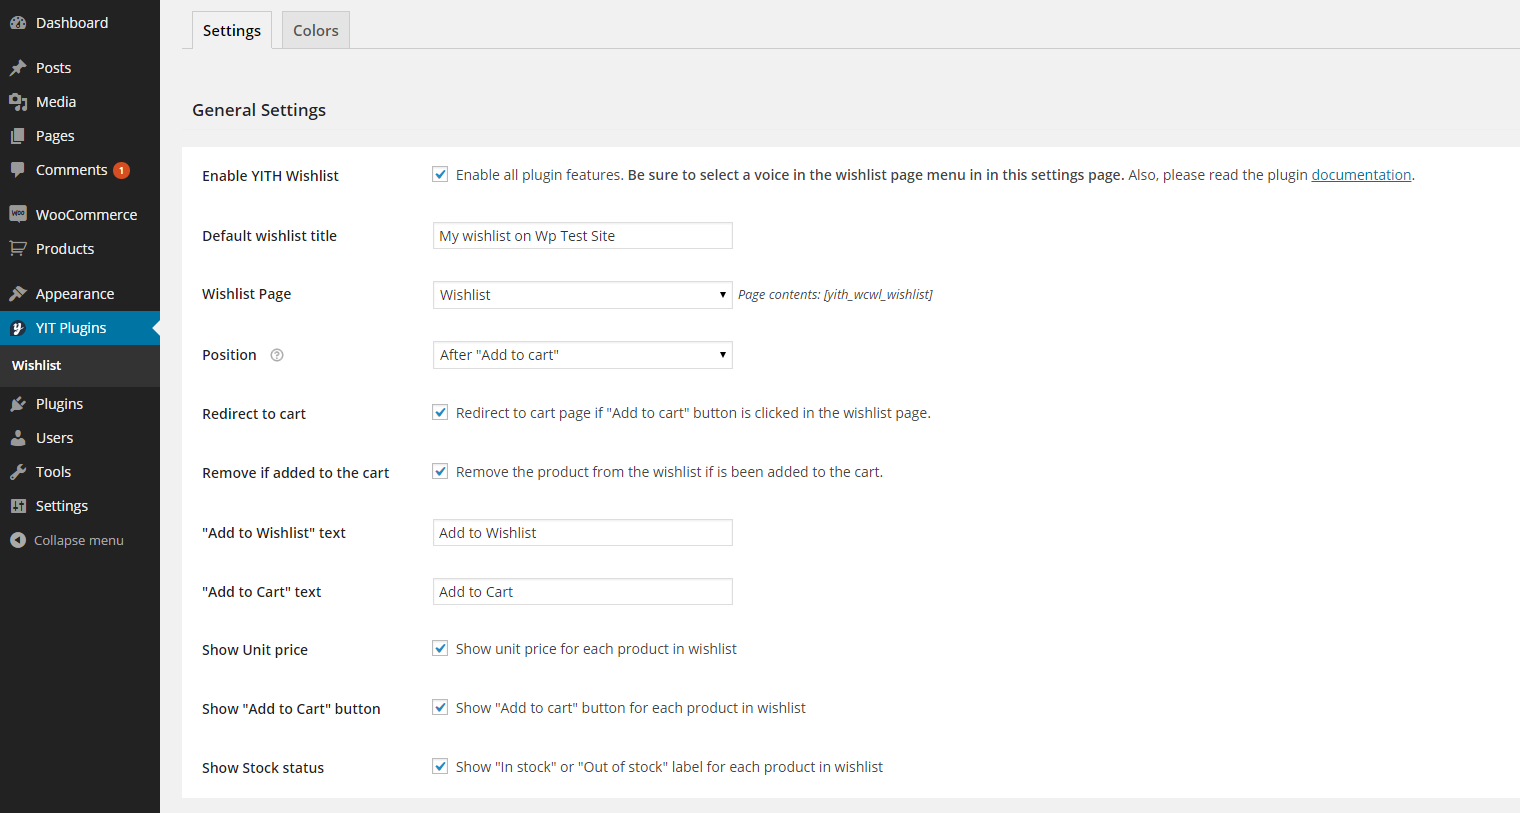 Dashboard
Posts
Media
Pages
Comments 1
WooCommerce
Products
Appearance
YIT Plugins
Wishlist
Plugins
Users
Tools
Settings
Collapse menu
Settings Colors
General Settings
Enable YITH Wishlist Enable all plugin features. Be sure to select a voice in the wishlist page menu in in this settings page. Also, please read the plugin documentation.
Default wishlist title My wishlist on Wp Test Site
Wishlist Page Wishlist Page contents: [yith_wcwl_wishlist]
Position ? After "Add to cart"
Redirect to cart Redirect to cart page if "Add to cart" button is clicked in the wishlist page.
Remove if added to the cart Remove the product from the wishlist if is been added to the cart.
"Add to Wishlist" text Add to Wishlist
"Add to Cart" text Add to Cart
Show Unit price Show unit price for each product in wishlist
Show "Add to Cart" button Show "Add to cart" button for each product in wishlist
Show Stock status Show "In stock" or "Out of stock" label for each product in wishlist